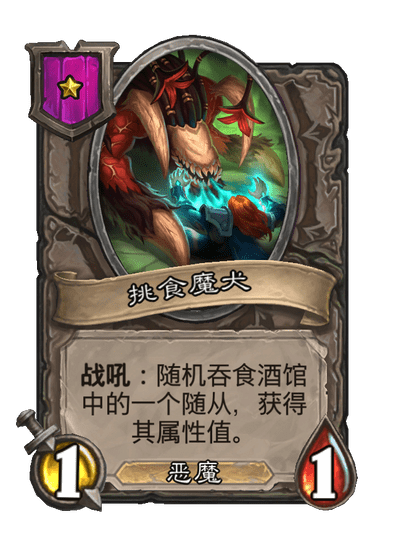 挑食魔犬
战吼：随机吞食酒馆
中的一个随从，获得
其属性值。
1
恶魔
1